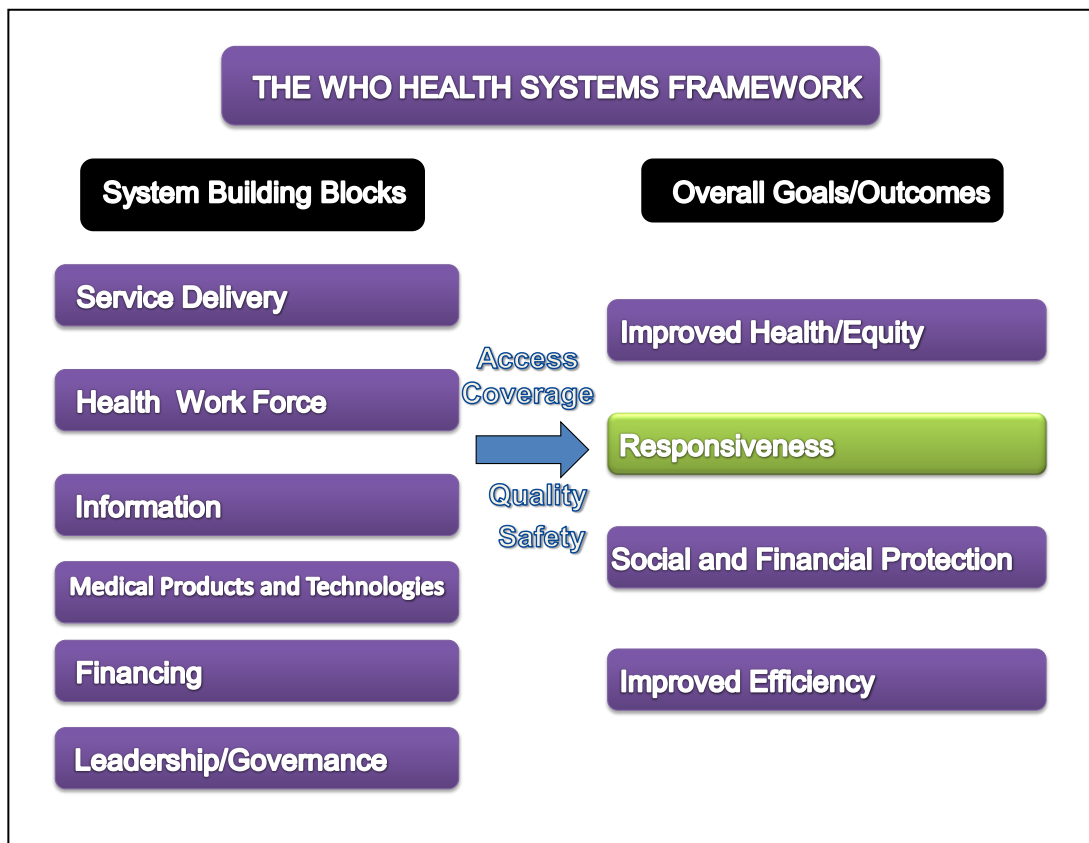 THE WHO HEALTH SYSTEMS FRAMEWORK
System Building Blocks
Service Delivery
Health Work Force
Information
Medical Products and Technologies
Financing
Leadership/Governance
Access
Coverage
Quality
Safety
Overall Goals/Outcomes
Improved Health/Equity
Responsiveness
Social and Financial Protection
Improved Efficiency